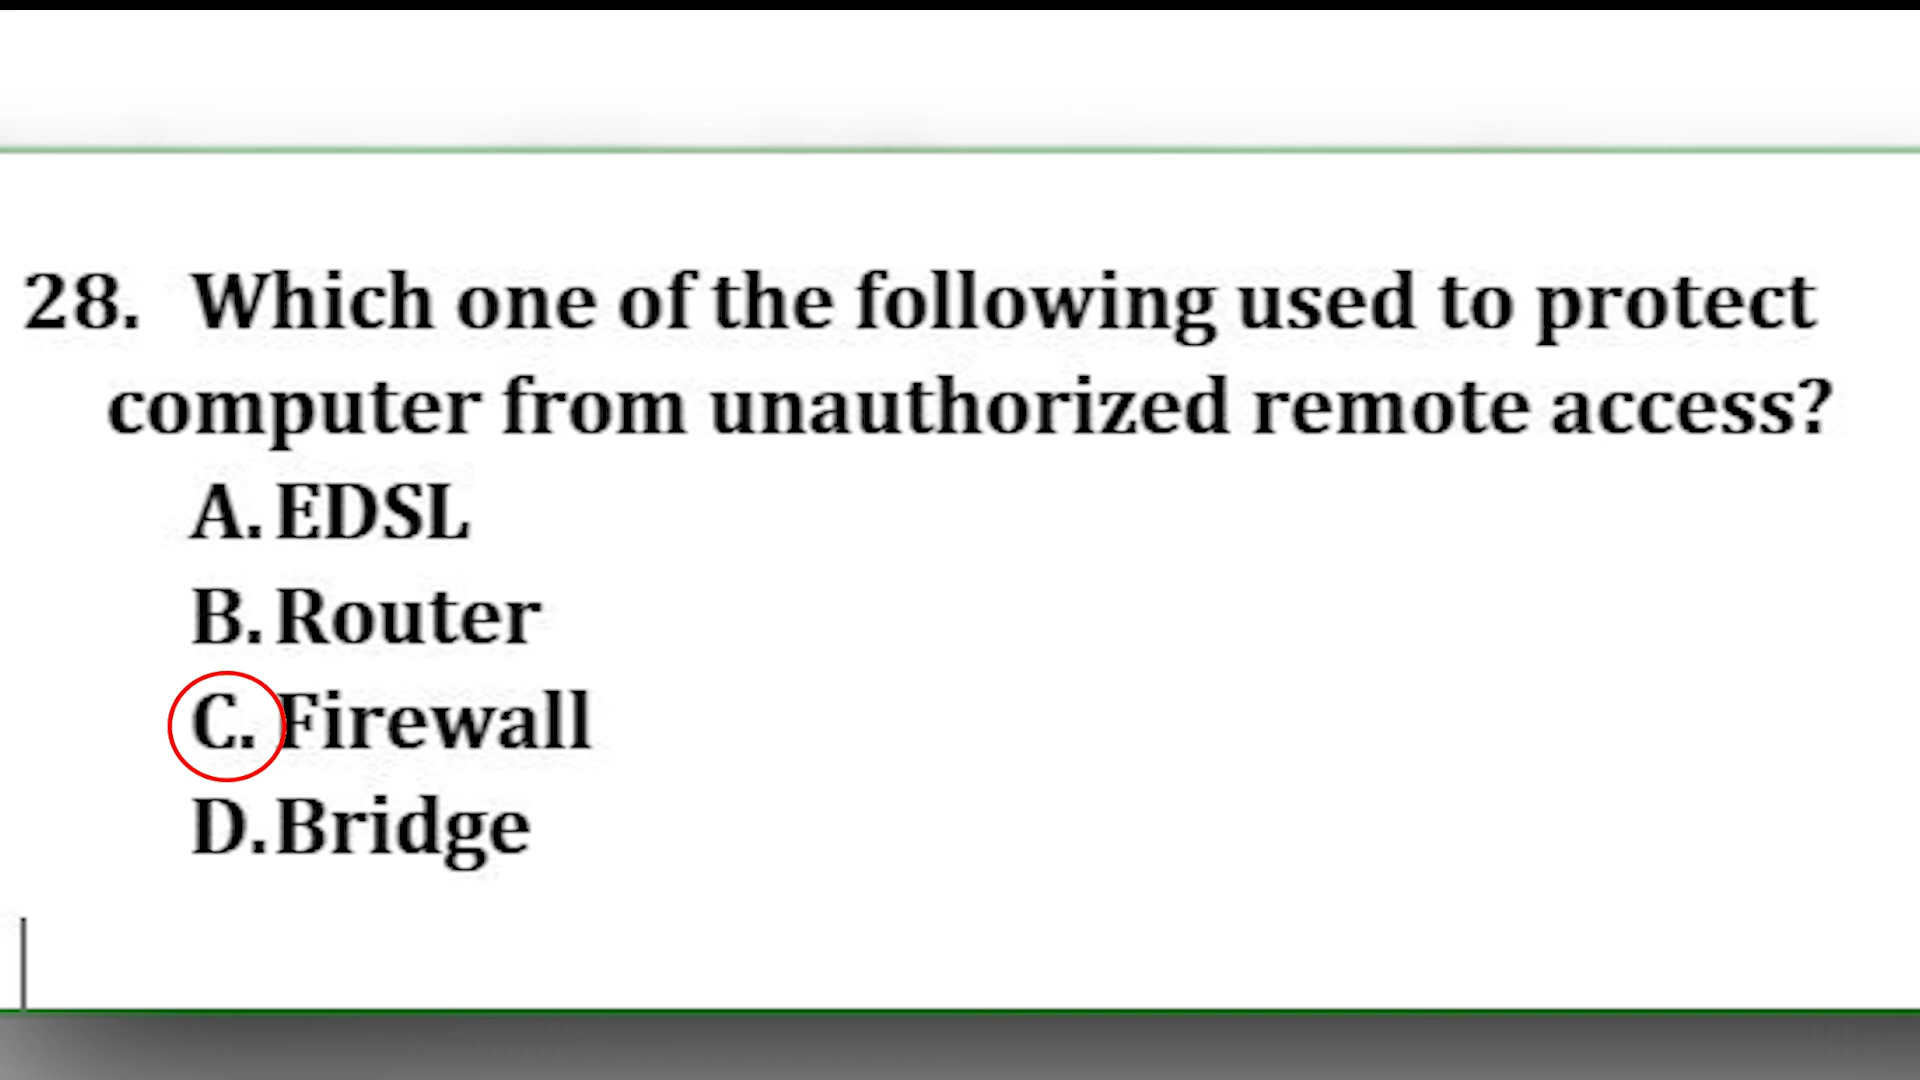 28. Which one of the following used to protect
computer from unauthorized remote access?
A. EDSL
B. Router
C. Firewall
D. Bridge